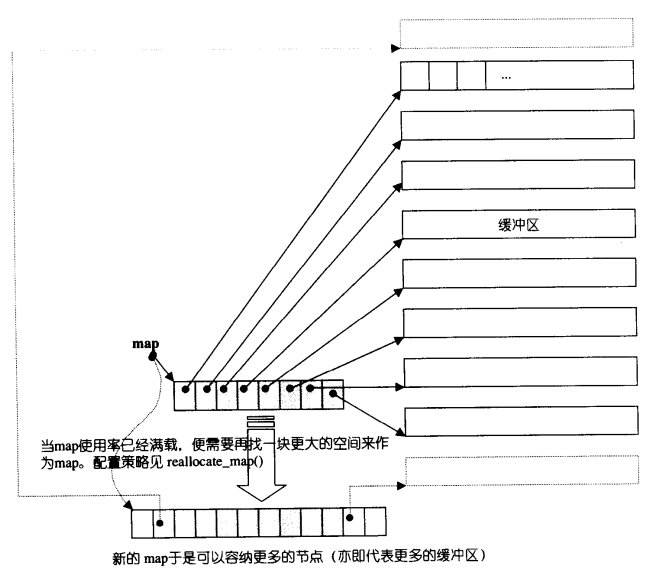 ...
缓冲区
map
当map使用率已经满载，便需要再找一块更大的空间来作
为map。配置策略见 reallocate_map()
新的 map于是可以容纳更多的节点（亦即代表更多的缓冲区）